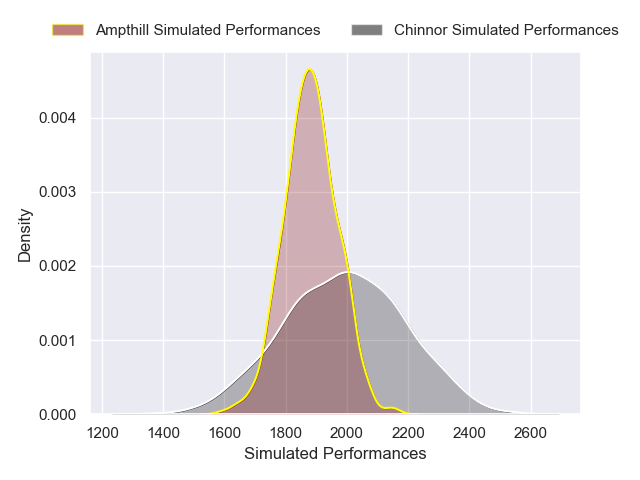 Ampthill Simulated Performances Chinnor Simulated Performances
0.004
0.003
0.002
0.001
0.000
Density
1200 1400 1600 1800 2000 2200 2400 2600
Simulated Performances